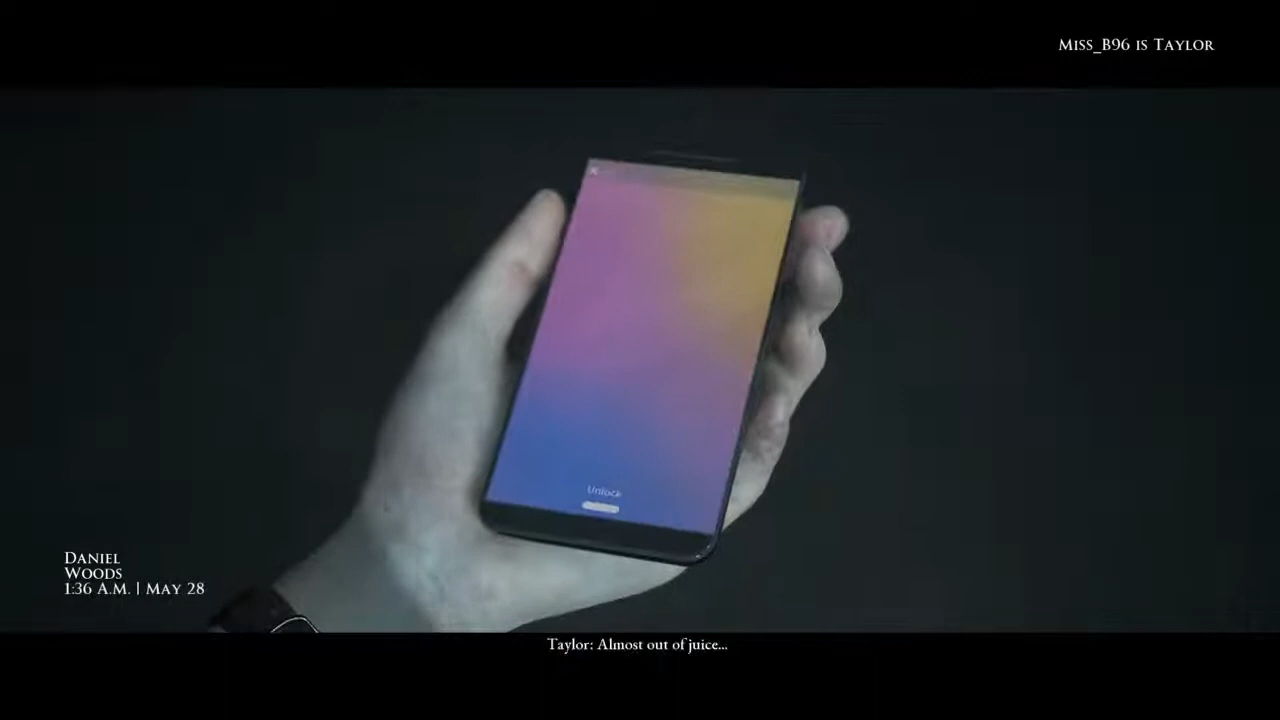 Miss_B96 is Taylor
Unlock
Daniel
Woods
1:36 A.M. | May 28
Taylor: Almost out of juice...